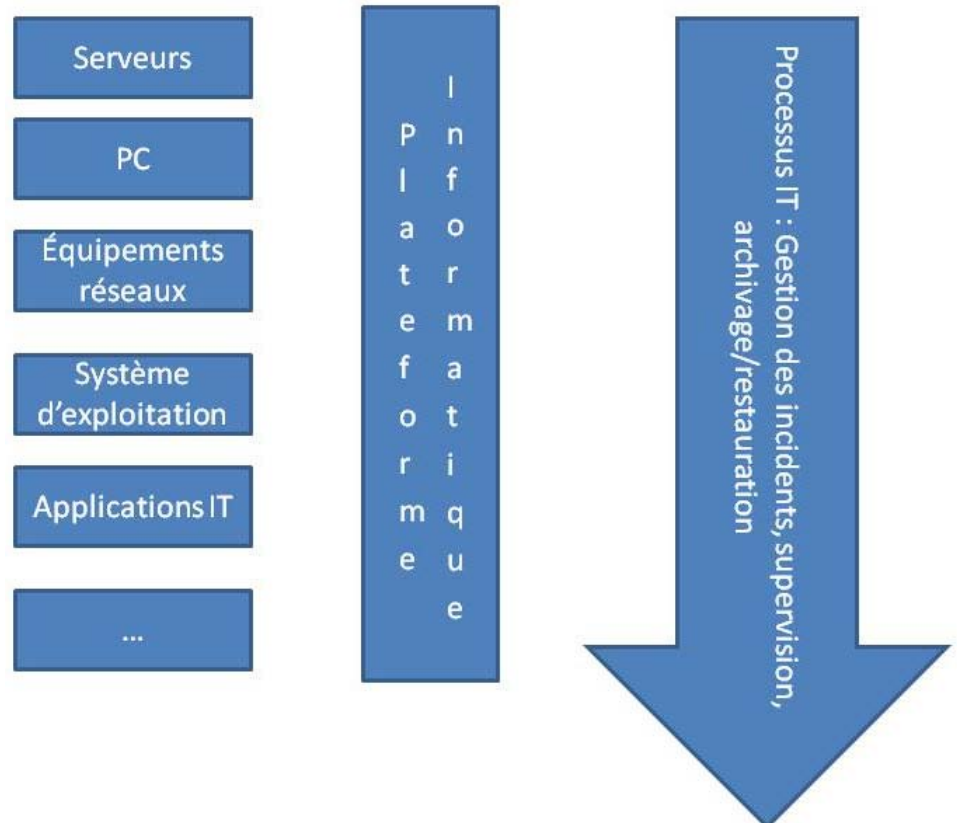 Serveurs
PC
Équipements
réseaux
Système
d'exploitation
Applications IT
...
Plateforme
Informatique
Processus IT : Gestion des incidents, supervision,
archivage/restauration